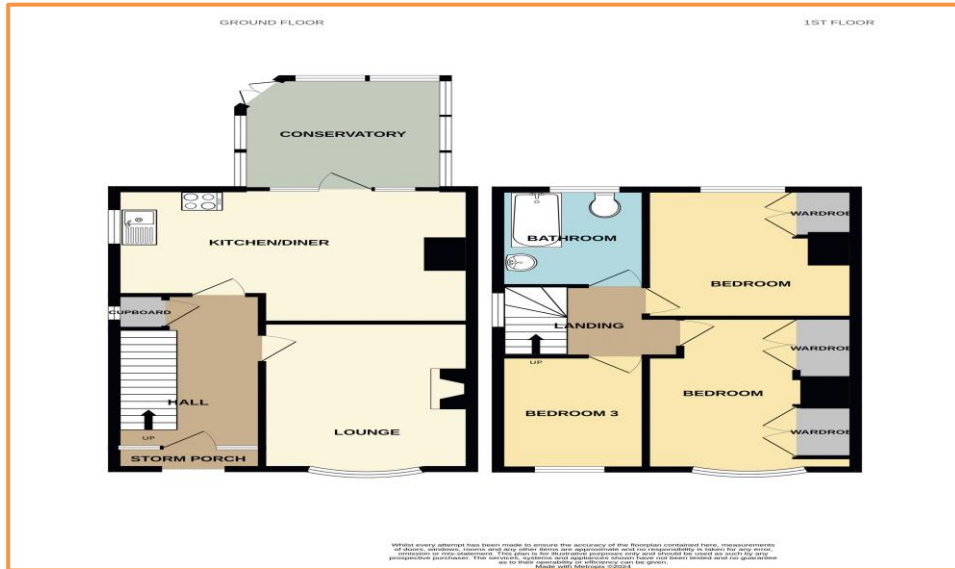 GROUND FLOOR
1ST FLOOR
CONSERVATORY
KITCHEN/DINER
CUPBOARD
HALL
UP
STORM PORCH
LOUNGE
BATHROOM
WARDROBE
BEDROOM
LANDING
UP
WARDROBE
BEDROOM
BEDROOM 3
WARDROBE
Whilst every attempt has been made to ensure the accuracy of the floorplan contained here, measurements
of doors, windows, rooms and any other items are approximate and no responsibility is taken for any error,
omission or mis-statement. This plan is for illustrative purposes only and should be used as such by any
prospective purchaser. The services, systems and appliances shown have not been tested and no guarantee
as to their operability or efficiency can be given.
Made with Metropix ©2024